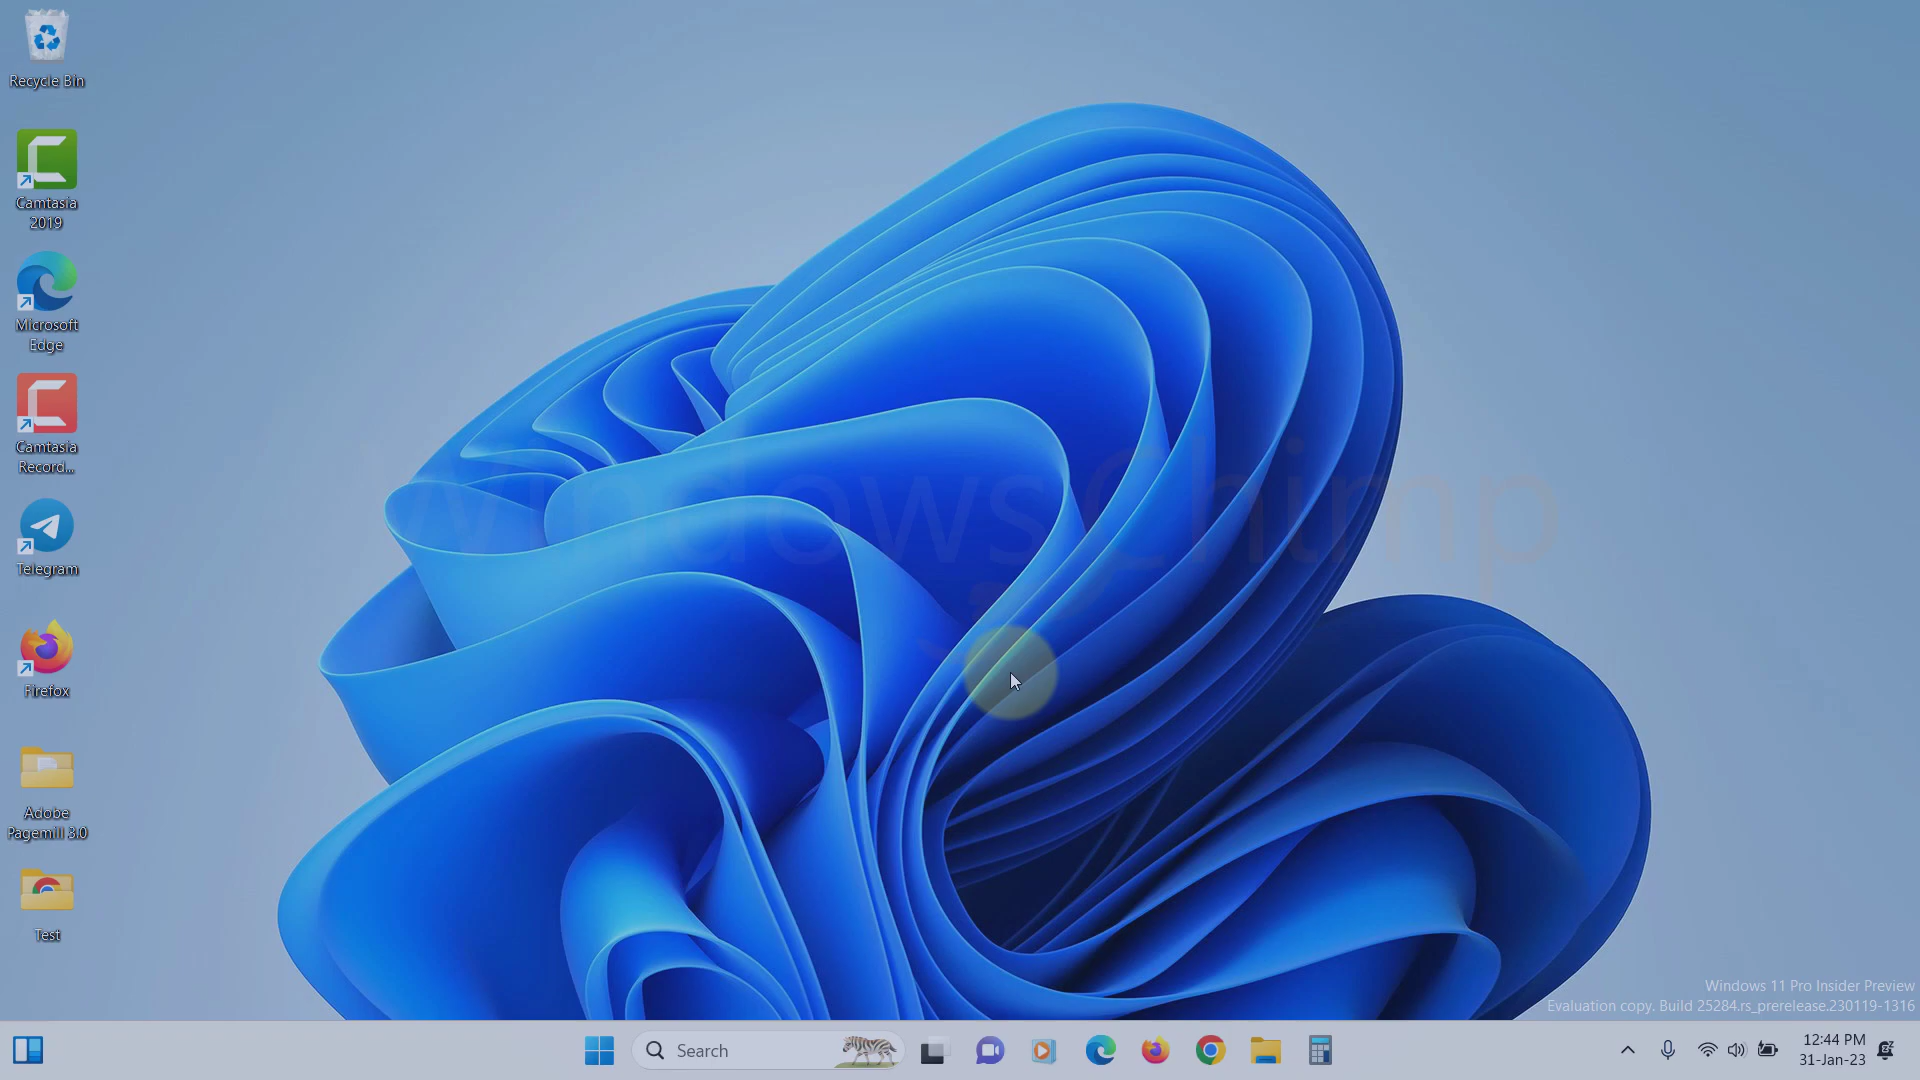 Recycle Bin
Camtasia
2019
Microsoft
Edge
Camtasia
Record...
Telegram
Firefox
Adobe
Pagemill 3.0
Test
WindowsChimp
Windows 11 Pro Insider Preview
Evaluation copy. Build 25284.rs_prerelease.230119-1316
Search
12:44 PM
31-Jan-23